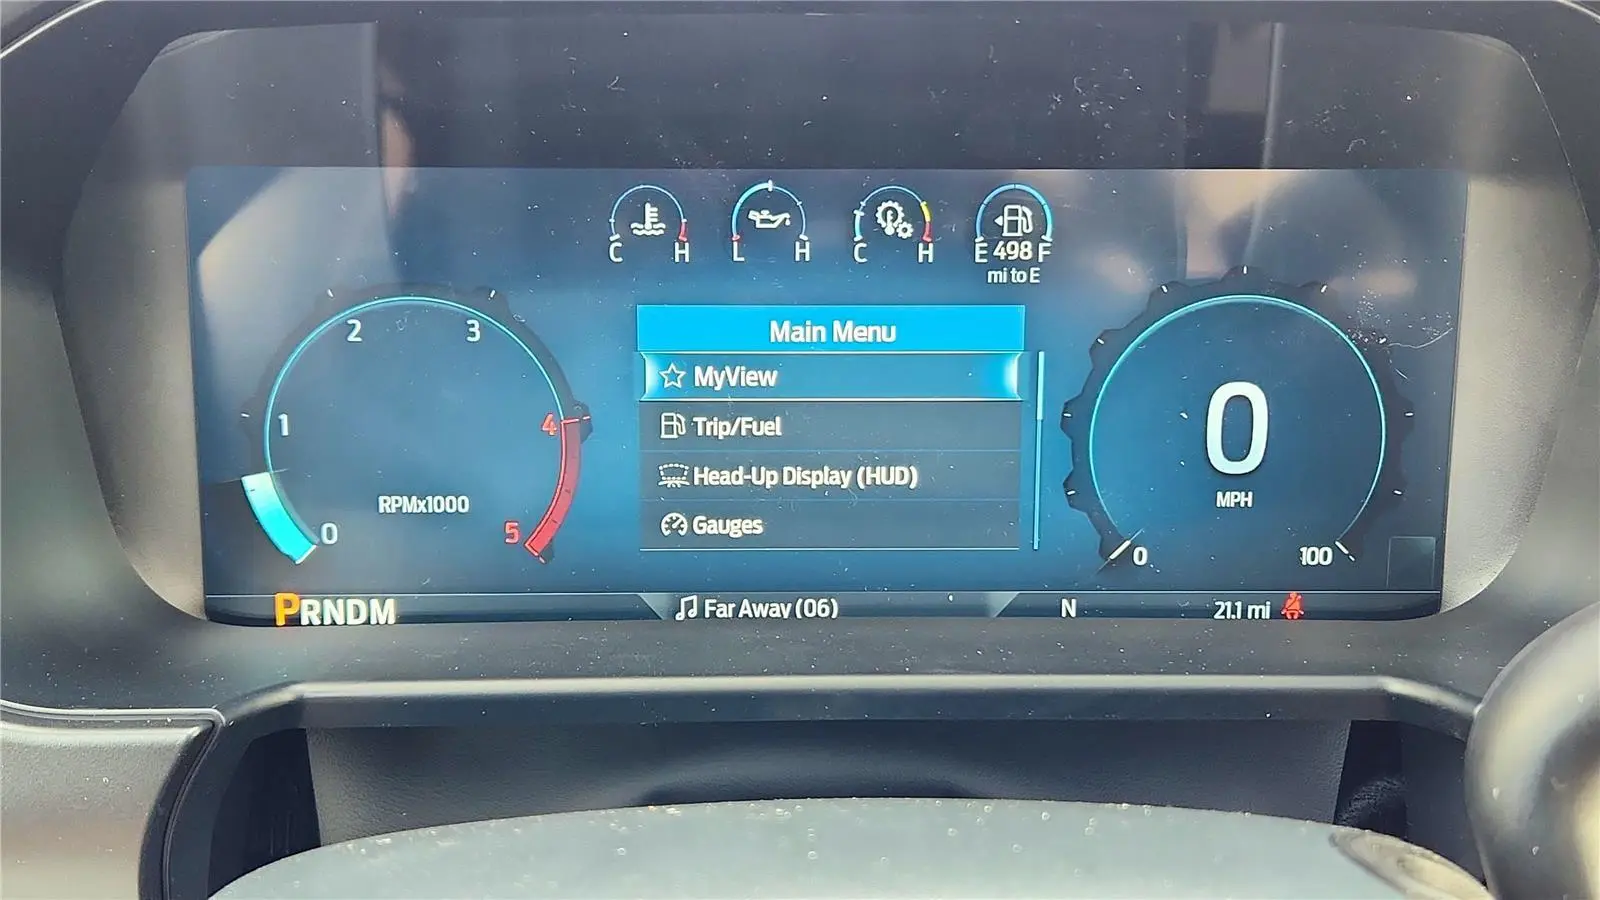 C H
L H
C H
E 498 F
mi to E
2 3
1 4
0 5
RPMx1000
Main Menu
MyView
Trip/Fuel
Head-Up Display (HUD)
Gauges
0
MPH
0 100
PRNDM
Far Away (06)
N
21.1 mi